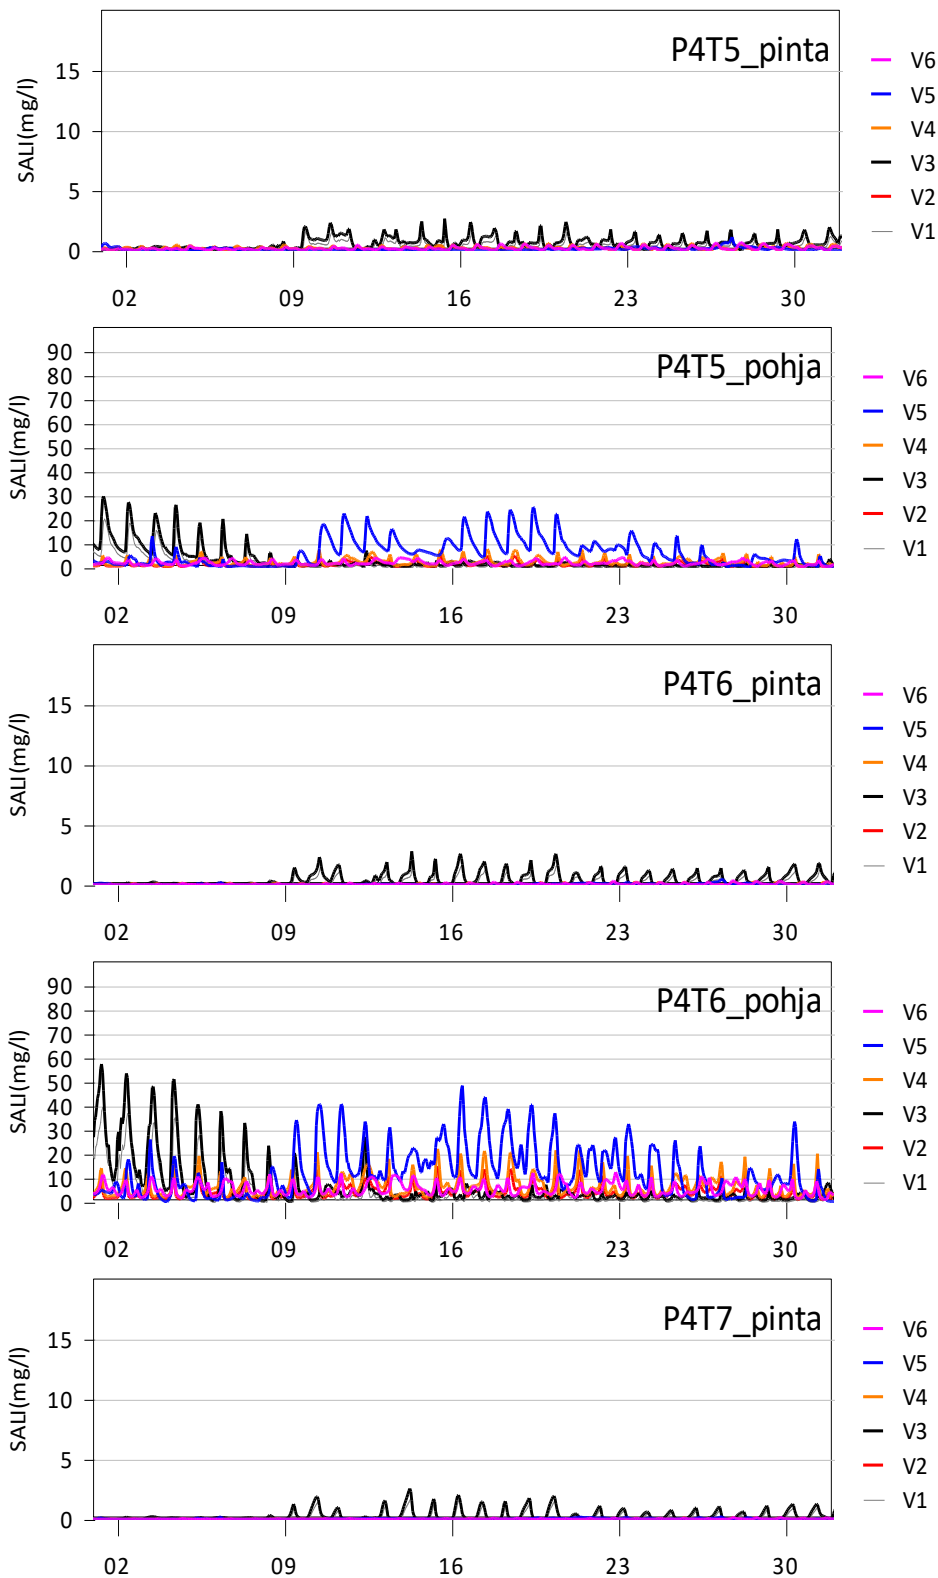 P4T5_pinta
SALI(mg/l)
15
10
5
0
02 09 16 23 30
V6
V5
V4
V3
V2
V1
P4T5_pohja
SALI(mg/l)
90
80
70
60
50
40
30
20
10
0
02 09 16 23 30
V6
V5
V4
V3
V2
V1
P4T6_pinta
SALI(mg/l)
15
10
5
0
02 09 16 23 30
V6
V5
V4
V3
V2
V1
P4T6_pohja
SALI(mg/l)
90
80
70
60
50
40
30
20
10
0
02 09 16 23 30
V6
V5
V4
V3
V2
V1
P4T7_pinta
SALI(mg/l)
15
10
5
0
02 09 16 23 30
V6
V5
V4
V3
V2
V1